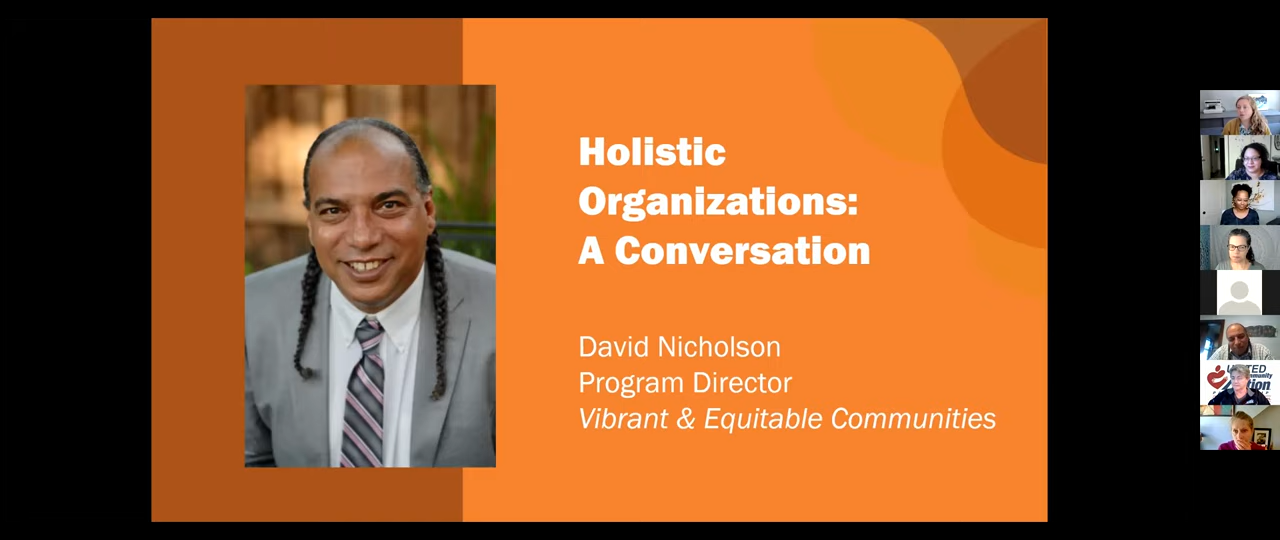 Holistic
Organizations:
A Conversation
David Nicholson
Program Director
Vibrant & Equitable Communities